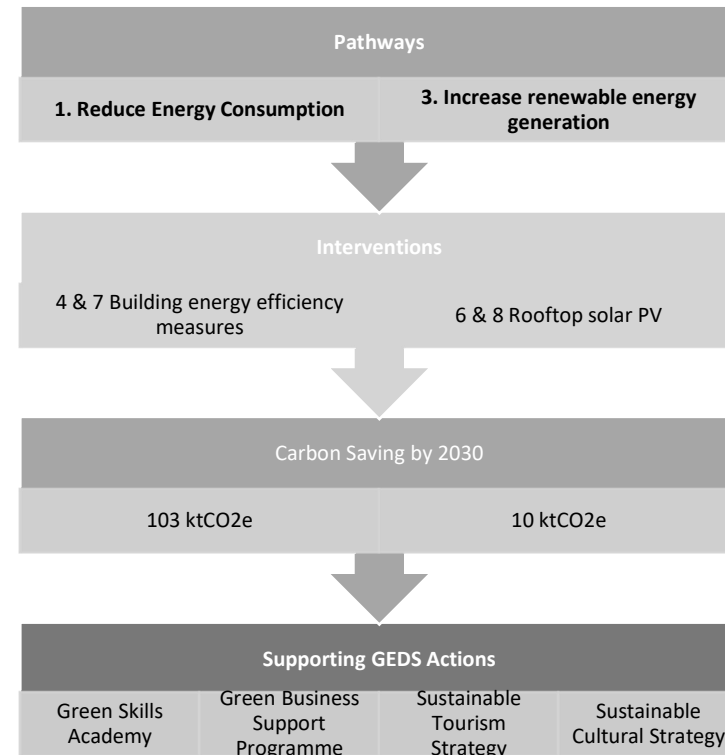 Pathways
1. Reduce Energy Consumption
3. Increase renewable energy
generation
Interventions
4 & 7 Building energy efficiency
measures
6 & 8 Rooftop solar PV
Carbon Saving by 2030
103 ktCO2e
10 ktCO2e
Supporting GEDS Actions
Green Skills
Academy
Green Business
Support
Programme
Sustainable
Tourism
Strategy
Sustainable
Cultural Strategy